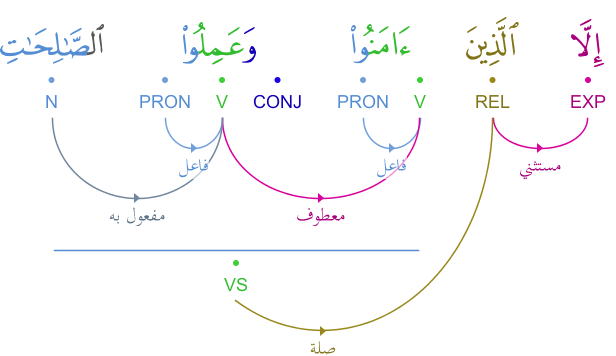 إِلَّا ٱلَّذِينَ ءَامَنُوا۟ وَعَمِلُوا۟ ٱلصَّٰلِحَٰتِ
EXP REL V PRON CONJ V PRON N
مستثني
فاعل فاعل
معطوف مفعول به
VS
صلة